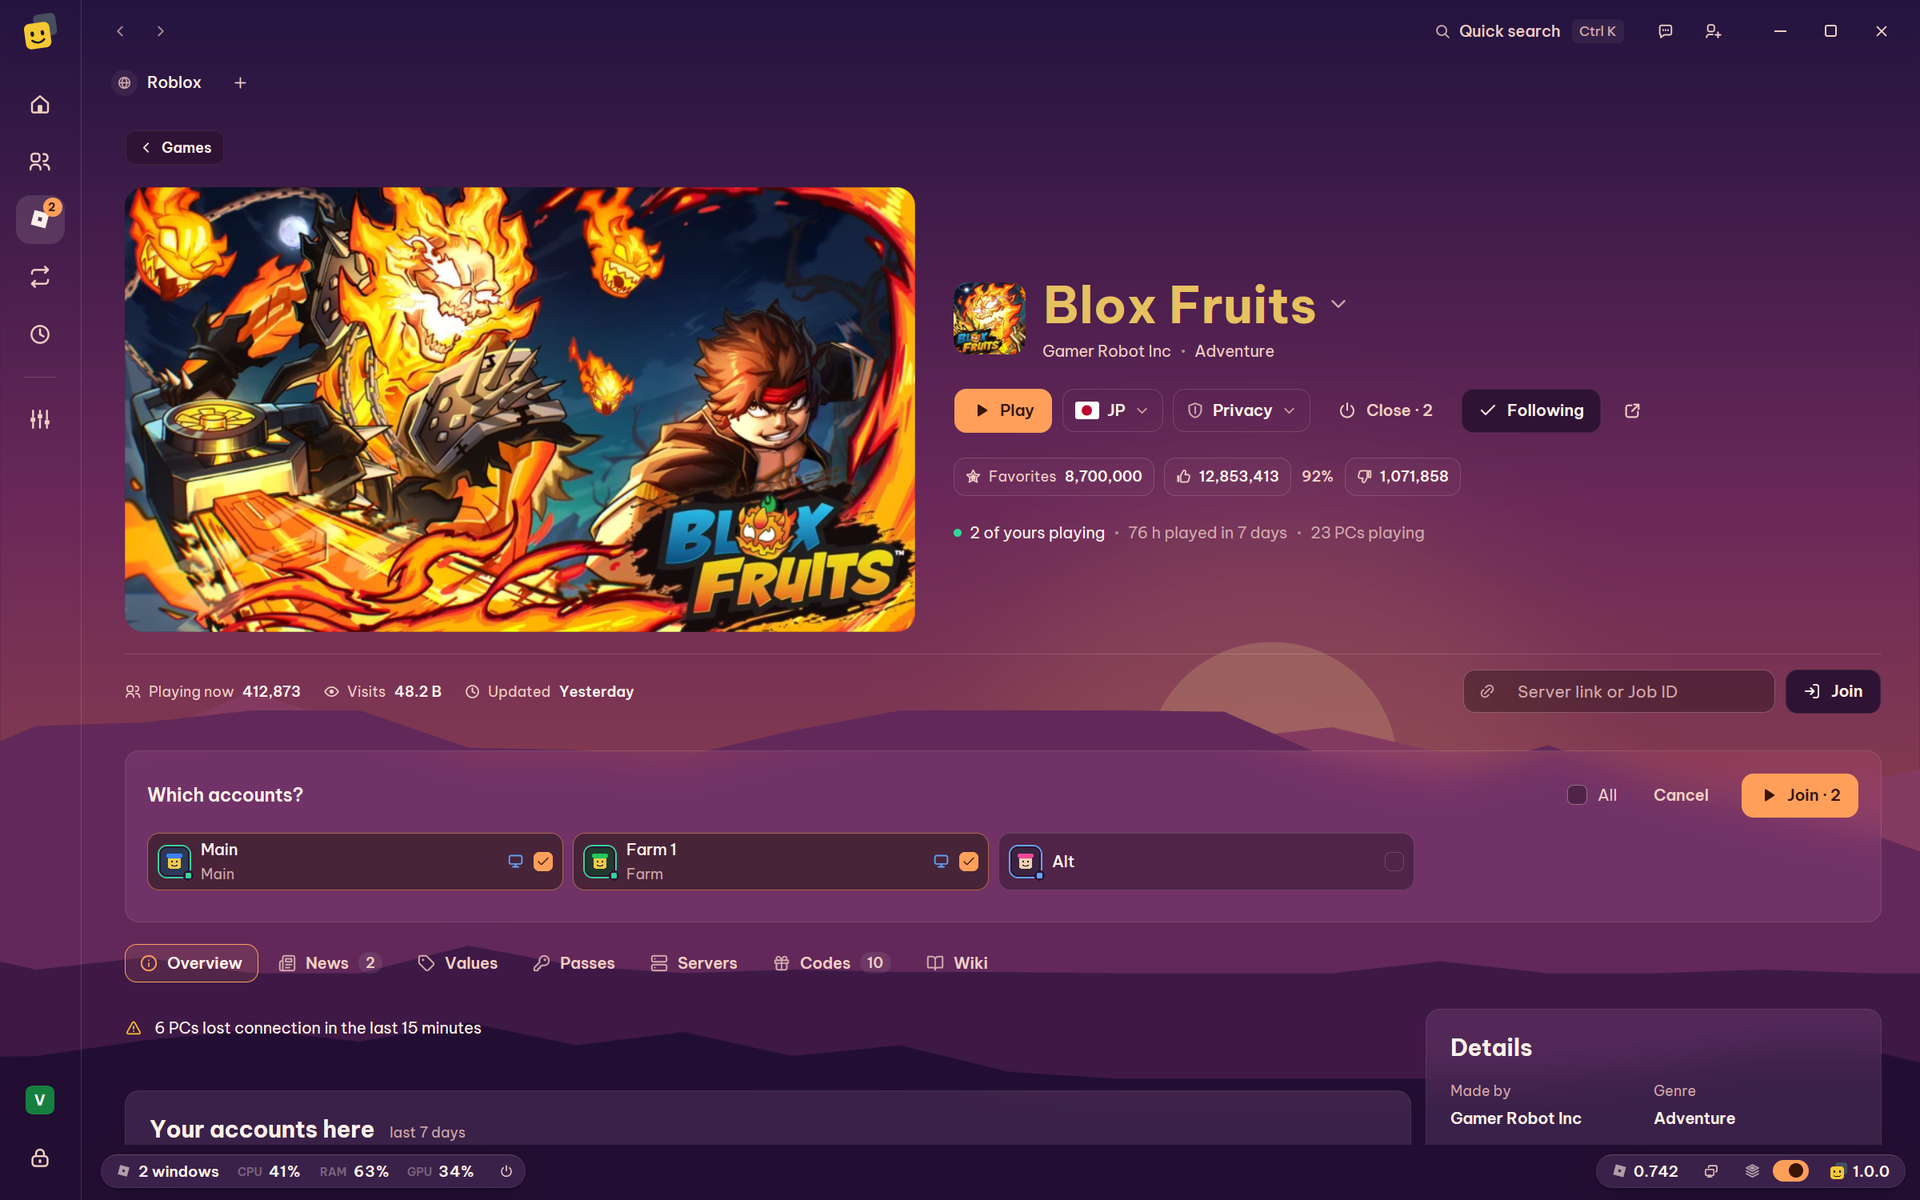 Quick search Ctrl K
Roblox
Games
2
BLOX
FRUITS™
BLOX
FRUITS
Blox Fruits
Gamer Robot Inc • Adventure
Play JP Privacy Close · 2 Following
Favorites 8,700,000 12,853,413 92% 1,071,858
2 of yours playing • 76 h played in 7 days • 23 PCs playing
Playing now 412,873 Visits 48.2 B Updated Yesterday
Server link or Job ID Join
Which accounts? All Cancel Join · 2
Main
Main
Farm 1
Farm
Alt
Overview News 2 Values Passes Servers Codes 10 Wiki
6 PCs lost connection in the last 15 minutes
Details
Made by Genre
Gamer Robot Inc Adventure
Your accounts here last 7 days
V
2 windows CPU 41% RAM 63% GPU 34%
0.742 1.0.0